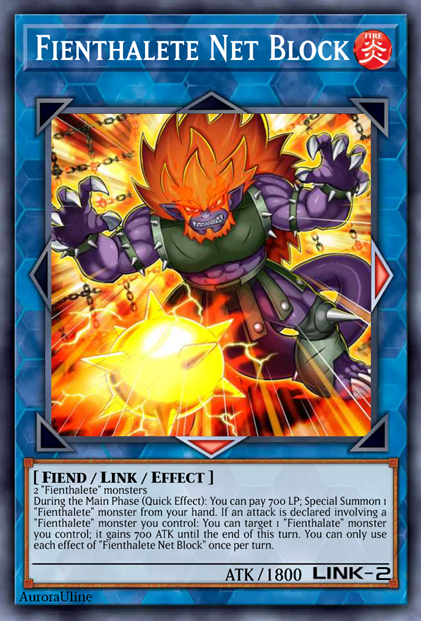 Fienthalete Net Block
FIRE
炎
[ Fiend / Link / Effect ]
2 "Fienthalete" monsters
During the Main Phase (Quick Effect): You can pay 700 LP; Special Summon 1
"Fienthalete" monster from your hand. If an attack is declared involving a
"Fienthalete" monster you control: You can target 1 "Fienthalate" monster
you control; it gains 700 ATK until the end of this turn. You can only use
each effect of "Fienthalete Net Block" once per turn.
ATK/1800 LINK-2
AuroraUline